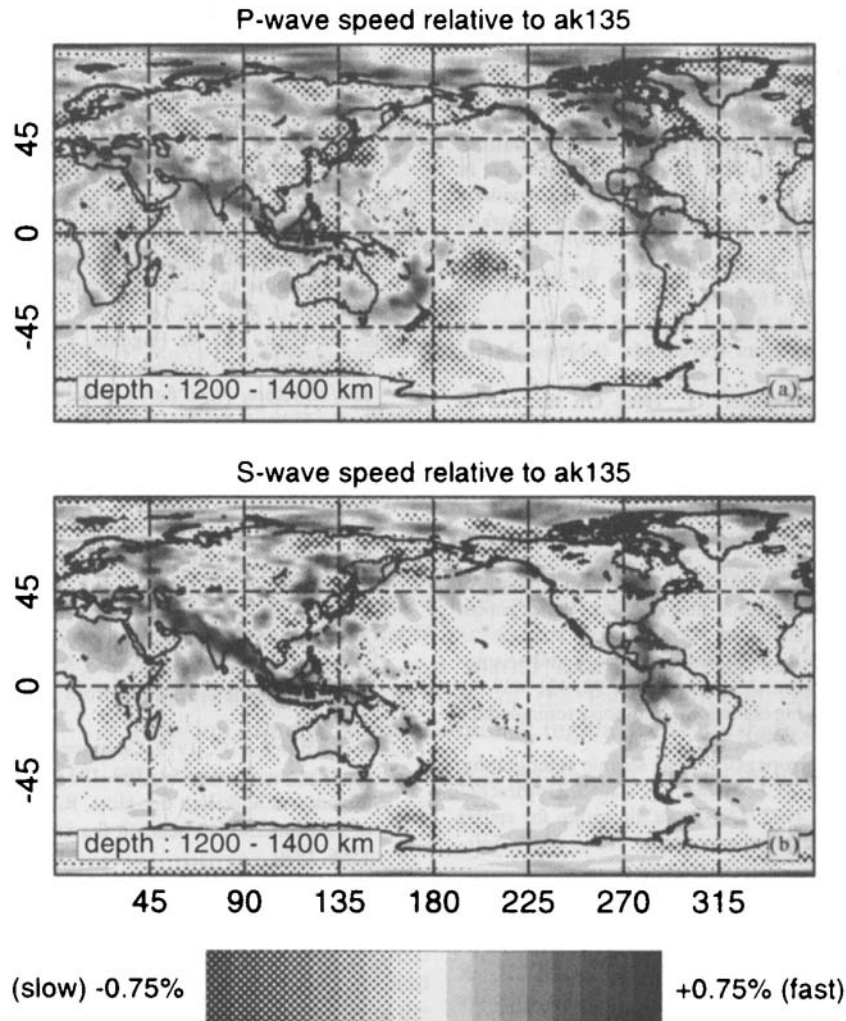 P-wave speed relative to ak135
45
0
-45
depth : 1200 - 1400 km
(a)
S-wave speed relative to ak135
45
0
-45
depth : 1200 - 1400 km
(b)
45 90 135 180 225 270 315
(slow) -0.75% +0.75% (fast)